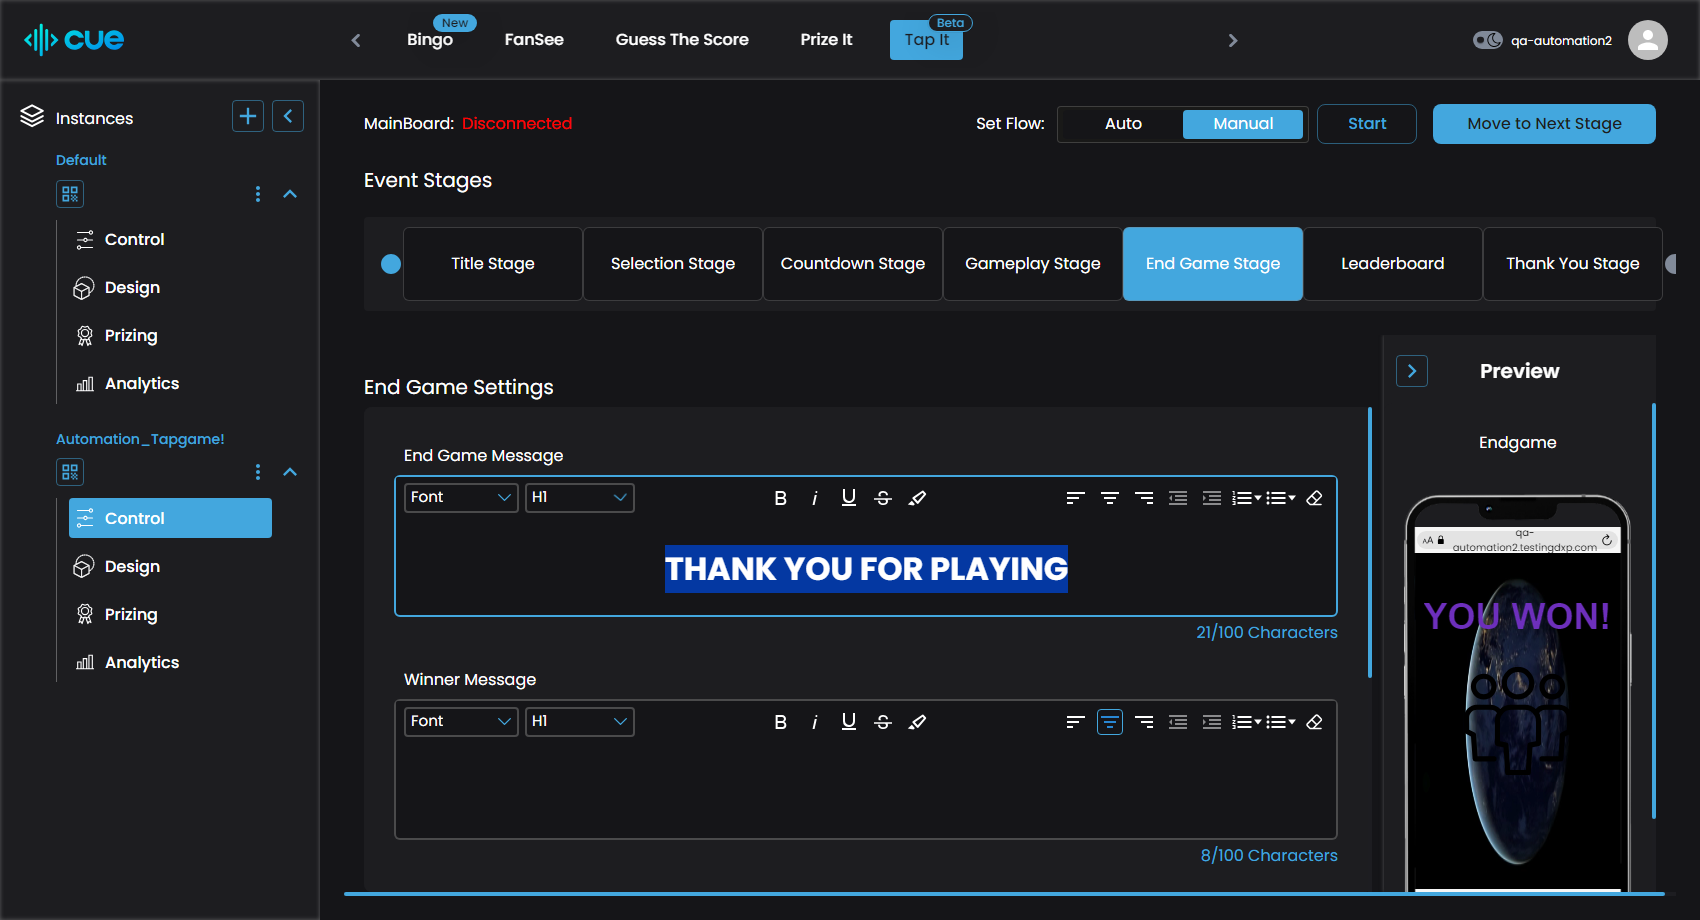 cue
Bingo
New
FanSee
Guess The Score
Prize It
Tap It
Beta
qa-automation2
Instances
Default
Control
Design
Prizing
Analytics
Automation_Tapgame!
Control
Design
Prizing
Analytics
MainBoard: Disconnected
Set Flow:
Auto
Manual
Start
Move to Next Stage
Event Stages
Title Stage
Selection Stage
Countdown Stage
Gameplay Stage
End Game Stage
Leaderboard
Thank You Stage
End Game Settings
End Game Message
Font
H1
B
i
U
S
THANK YOU FOR PLAYING
21/100 Characters
Winner Message
Font
H1
B
i
U
S
8/100 Characters
Preview
Endgame
AA
qa-
automation2.testingdxp.com
YOU WON!